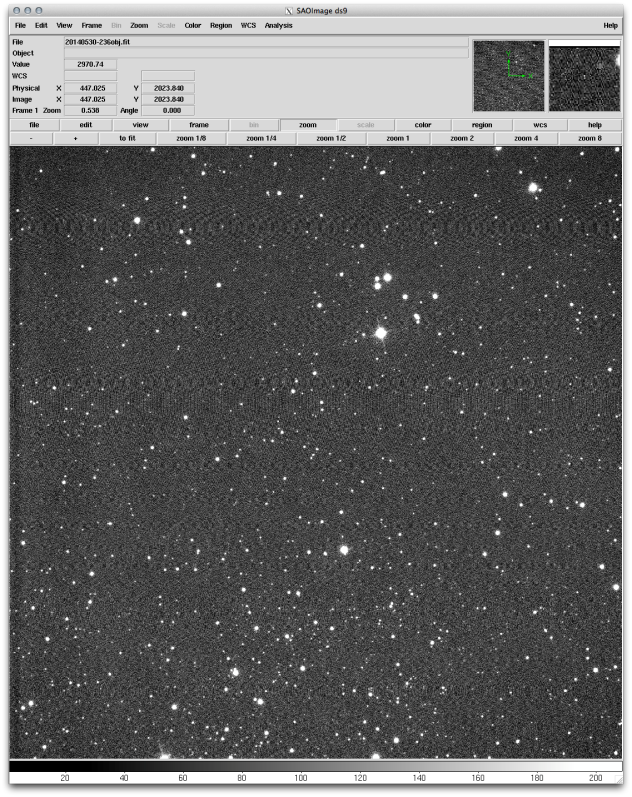 SAOImage ds9
File Edit View Frame Bin Zoom Scale Color Region WCS Analysis Help
File 20140530-236obj.fit
Object
Value 2970.74
WCS
Physical X 447.025 Y 2023.840
Image X 447.025 Y 2023.840
Frame 1 Zoom 0.538 Angle 0.000
file edit view frame bin zoom scale color region wcs help
- + to fit zoom 1/8 zoom 1/4 zoom 1/2 zoom 1 zoom 2 zoom 4 zoom 8
20 40 60 80 100 120 140 160 180 200